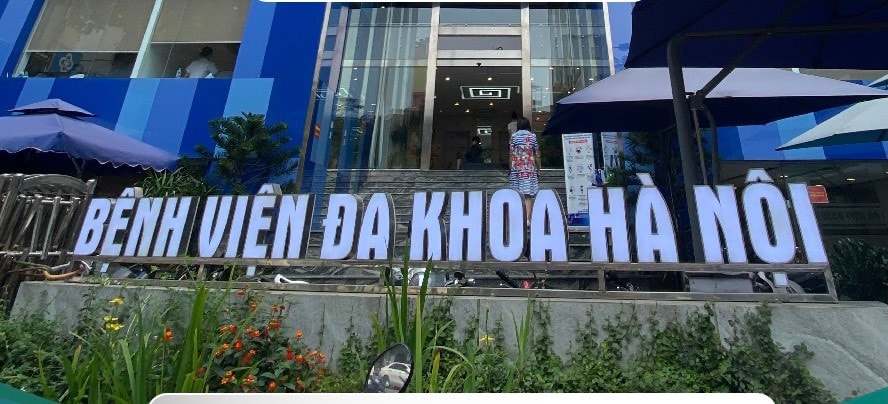 BỆNH VIỆN ĐA KHOA HÀ NỘI